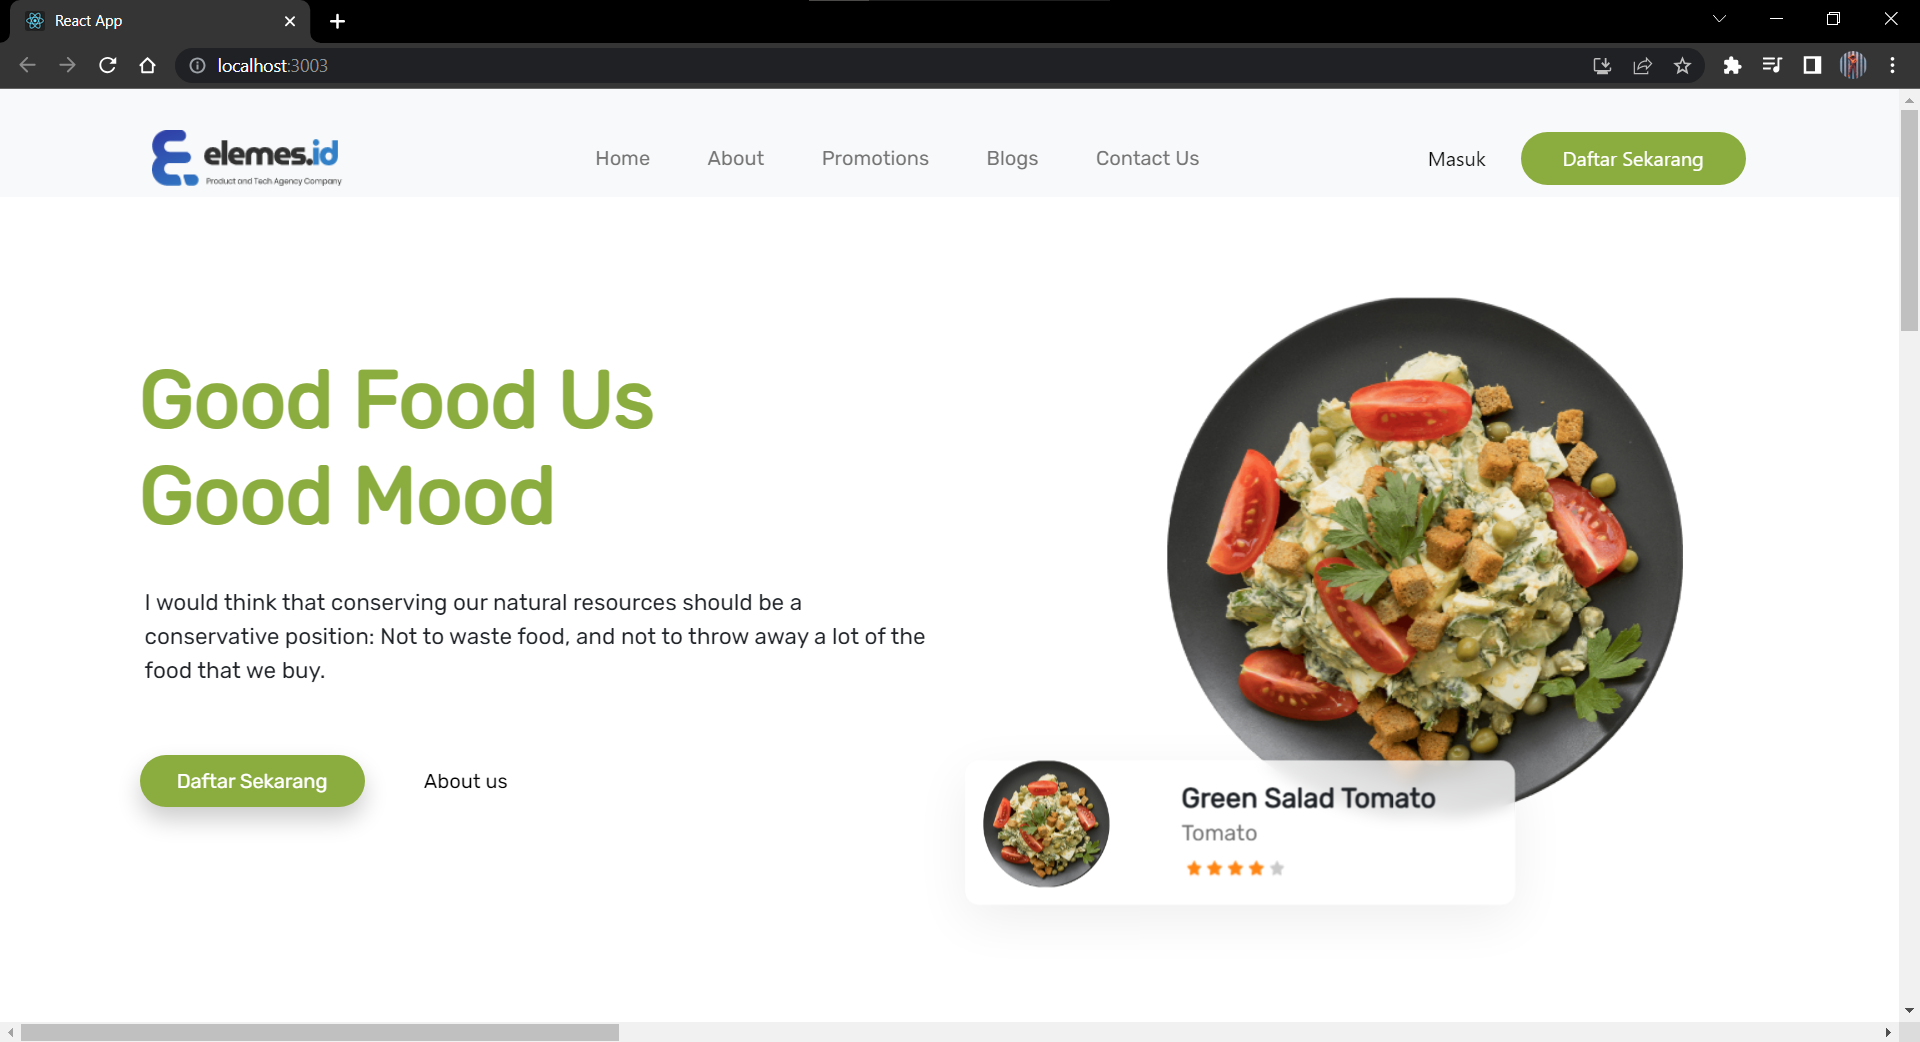 React App
localhost:3003
elemes.id
Product and Tech Agency Company
Home
About
Promotions
Blogs
Contact Us
Masuk
Daftar Sekarang
Good Food Us
Good Mood
I would think that conserving our natural resources should be a
conservative position: Not to waste food, and not to throw away a lot of the
food that we buy.
Daftar Sekarang
About us
Green Salad Tomato
Tomato